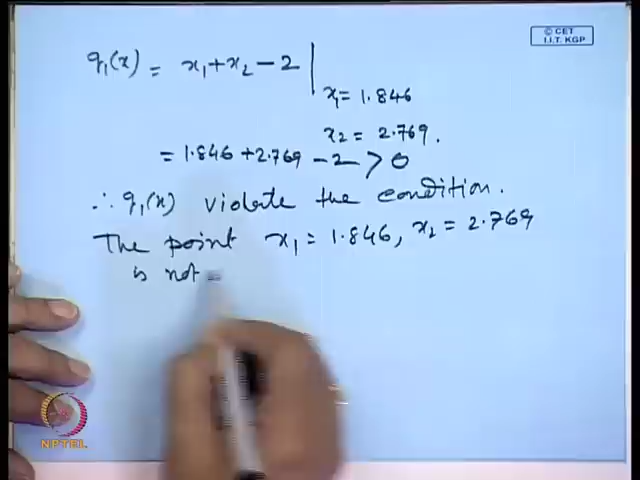 © CET
I.I.T. KGP
g₁(x) = x₁+x₂-2 |
x₁= 1.846
x₂ = 2.769.
= 1.846 +2.769 -2 > 0
∴ g₁(x) violate the condition.
The point x₁ = 1.846, x₂ = 2.769
is not
NPTEL